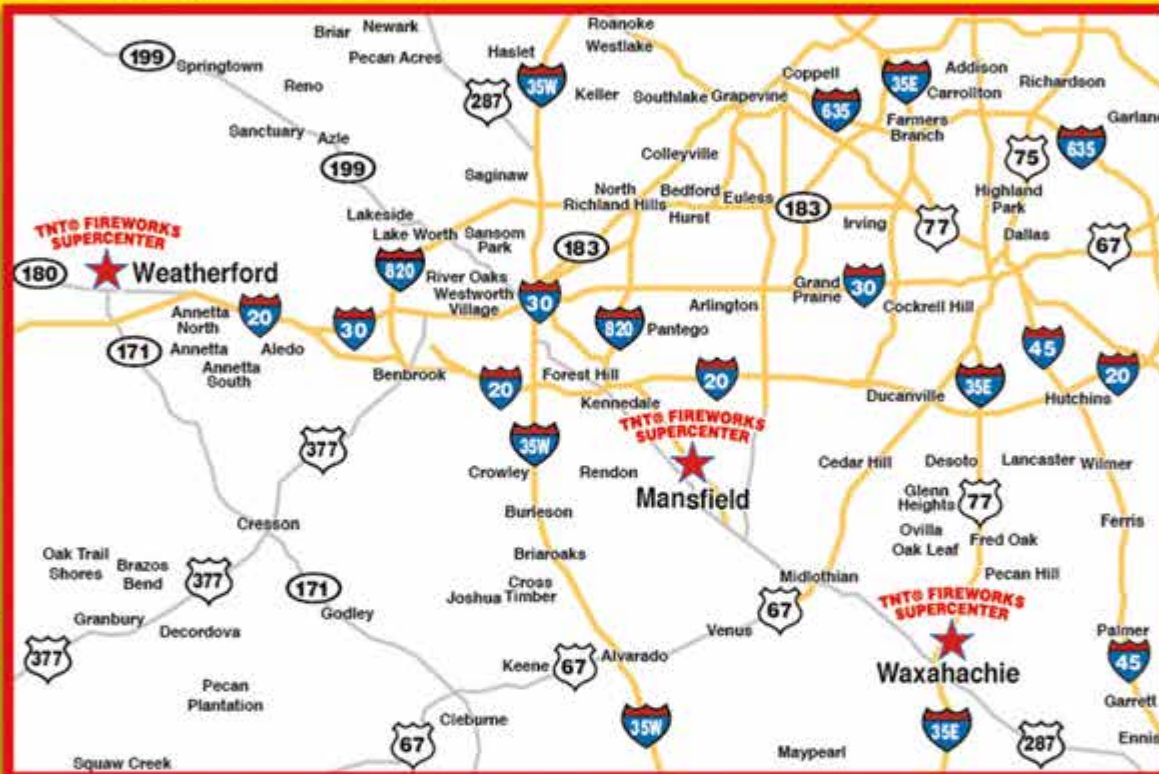 Roanoke
Newark
Briar
Westlake
199
Haslet
Pecan Acres
35W
Springtown
Coppell
35E
Addison
Richardson
Reno
287
Keller
Southlake
Grapevine
635
Carrollton
Farmers
Branch
Garland
Sanctuary
Azle
75
635
Colleyville
199
Saginaw
North
Richland Hills
Bedford
Hurst
Euless
183
Highland
Park
Lakeside
Lake Worth
Sansom
Park
183
Irving
77
Dallas
67
TNT® FIREWORKS
SUPERCENTER
180
Weatherford
820
River Oaks
Westworth
Village
30
Arlington
Grand
Prairie
30
Cockrell Hill
Annetta
North
20
30
820
Pantego
45
171
Annetta
Aledo
Annetta
South
Benbrook
20
Forest Hill
20
35E
20
Kennedale
Ducanville
Hutchins
TNT® FIREWORKS
SUPERCENTER
377
35W
Mansfield
Crowley
Rendon
Cedar Hill
Desoto
Lancaster
Wilmer
Glenn
Heights
77
Burleson
Cresson
Ovilla
Oak Leaf
Fred Oak
Ferris
Oak Trail
Shores
Brazos
Bend
377
Briaroaks
171
Cross
Timber
Joshua
Midlothian
Pecan Hill
TNT® FIREWORKS
SUPERCENTER
Granbury
Decordova
Godley
67
Venus
Palmer
377
Keene
67
Alvarado
Waxahachie
45
Pecan
Plantation
Cleburne
67
35W
35E
Garrett
287
Ennis
Squaw Creek
Maypearl